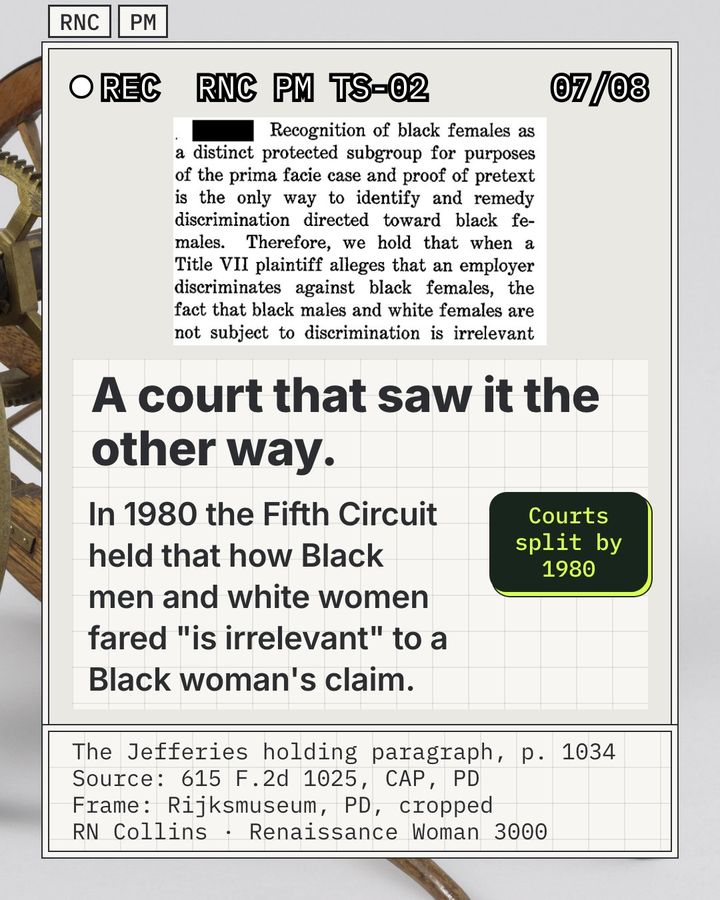 RNC PM
REC RNC PM TS-02 07/08
Recognition of black females as
a distinct protected subgroup for purposes
of the prima facie case and proof of pretext
is the only way to identify and remedy
discrimination directed toward black fe-
males. Therefore, we hold that when a
Title VII plaintiff alleges that an employer
discriminates against black females, the
fact that black males and white females are
not subject to discrimination is irrelevant
A court that saw it the
other way.
In 1980 the Fifth Circuit
held that how Black
men and white women
fared "is irrelevant" to a
Black woman's claim.
Courts
split by
1980
The Jefferies holding paragraph, p. 1034
Source: 615 F.2d 1025, CAP, PD
Frame: Rijksmuseum, PD, cropped
RN Collins · Renaissance Woman 3000